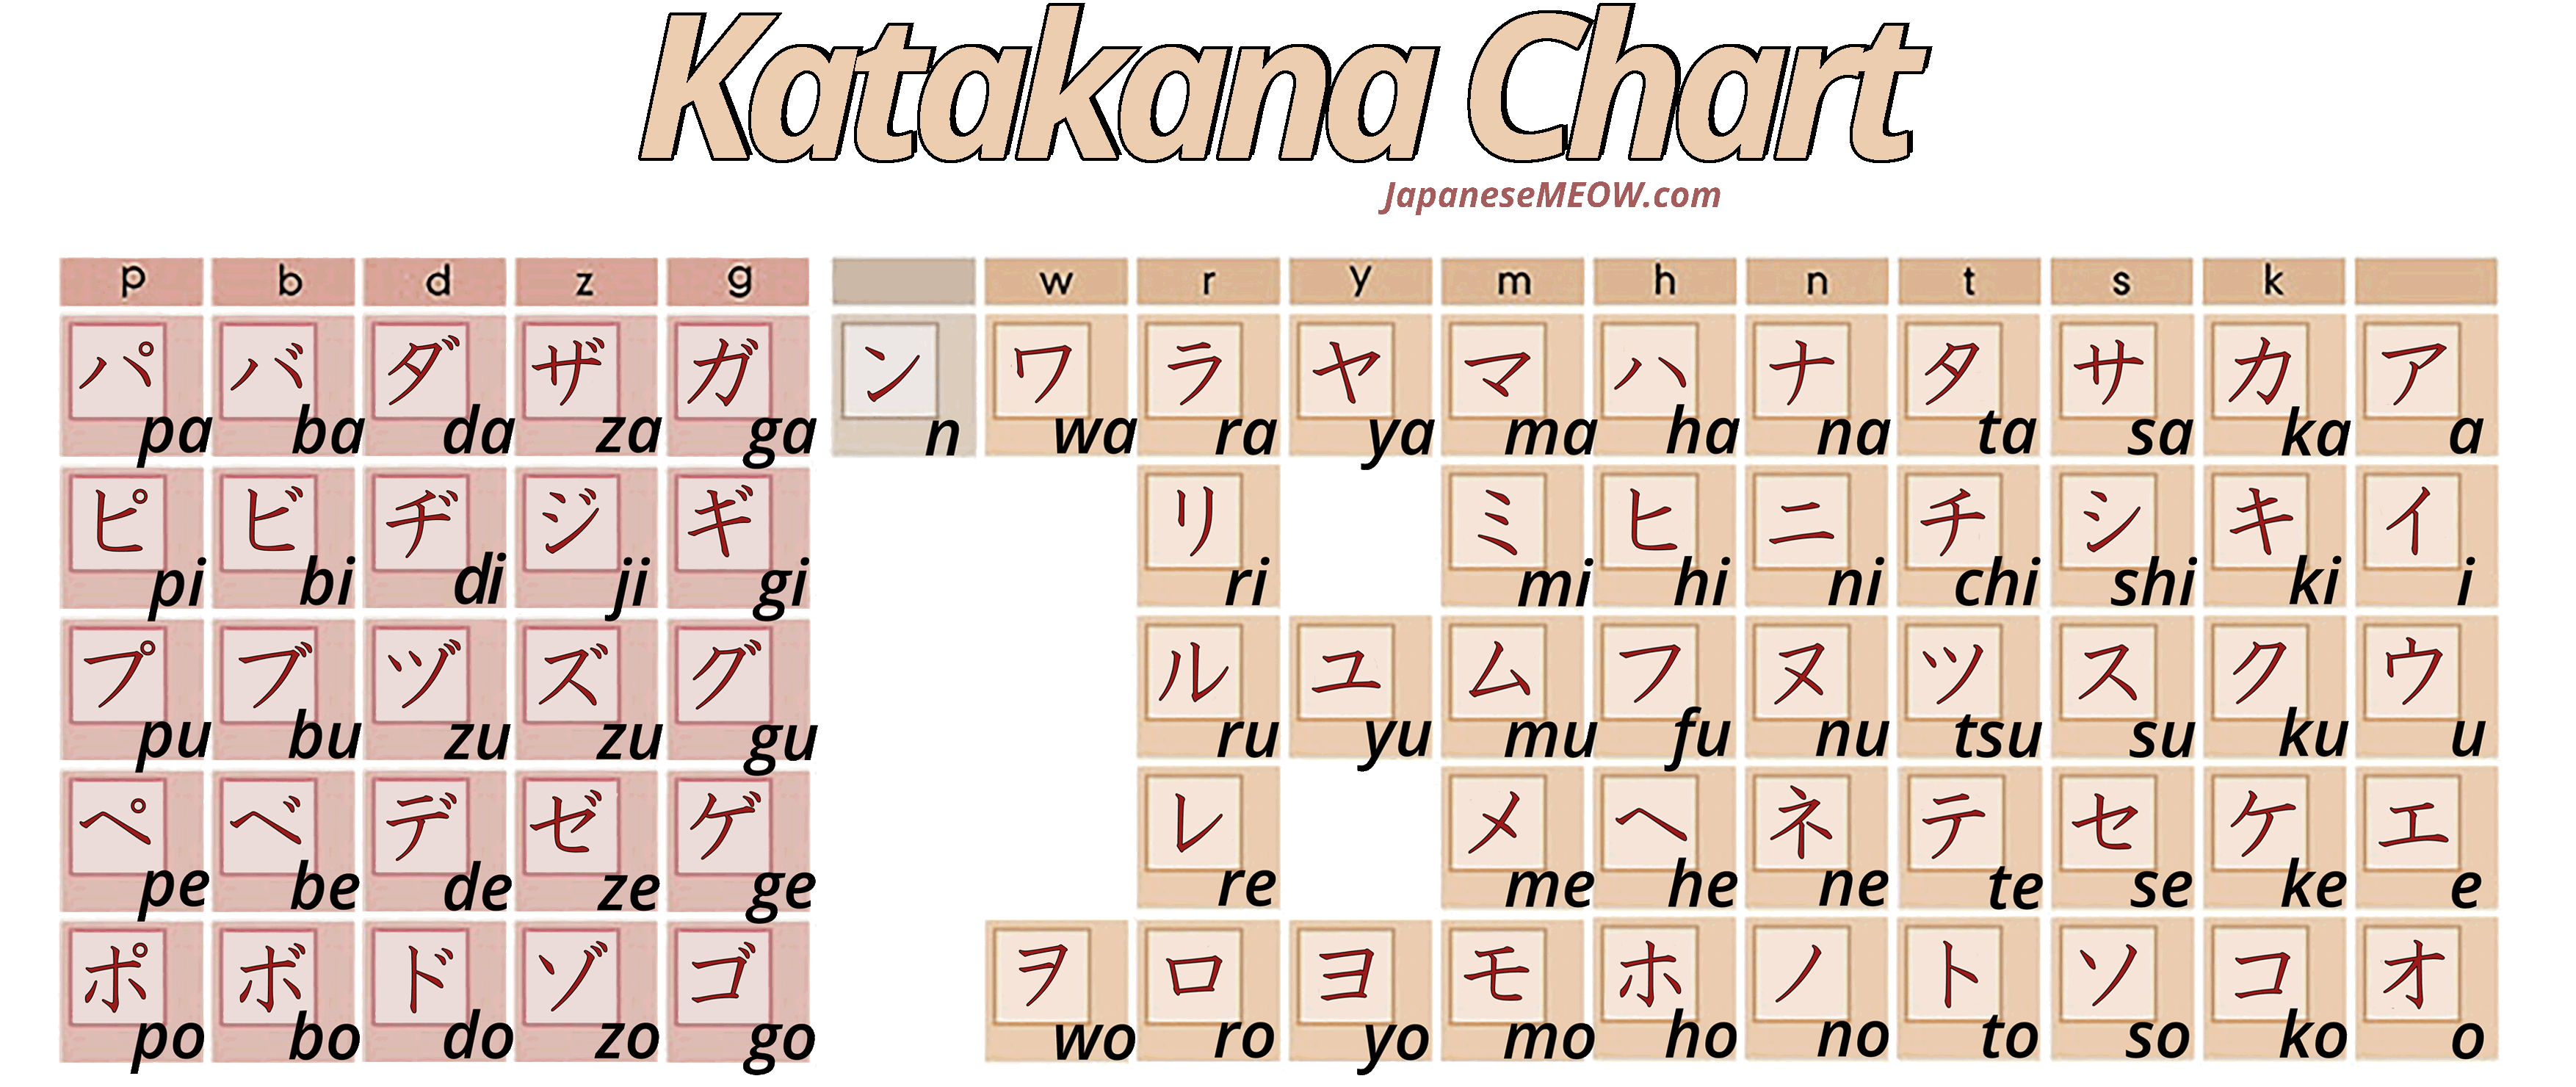 Katakana Chart
JapaneseMEOW.com
p b d z g w r y m h n t s k
パ バ ダ ザ ガ ン ワ ラ ヤ マ ハ ナ タ サ カ ア
pa ba da za ga n wa ra ya ma ha na ta sa ka a
ピ ビ ヂ ジ ギ リ ミ ヒ ニ チ シ キ イ
pi bi di ji gi ri mi hi ni chi shi ki i
プ ブ ヅ ズ グ ル ユ ム フ ヌ ツ ス ク ウ
pu bu zu zu gu ru yu mu fu nu tsu su ku u
ペ ベ デ ゼ ゲ レ メ ヘ ネ テ セ ケ エ
pe be de ze ge re me he ne te se ke e
ポ ボ ド ゾ ゴ ヲ ロ ヨ モ ホ ノ ト ソ コ オ
po bo do zo go wo ro yo mo ho no to so ko o